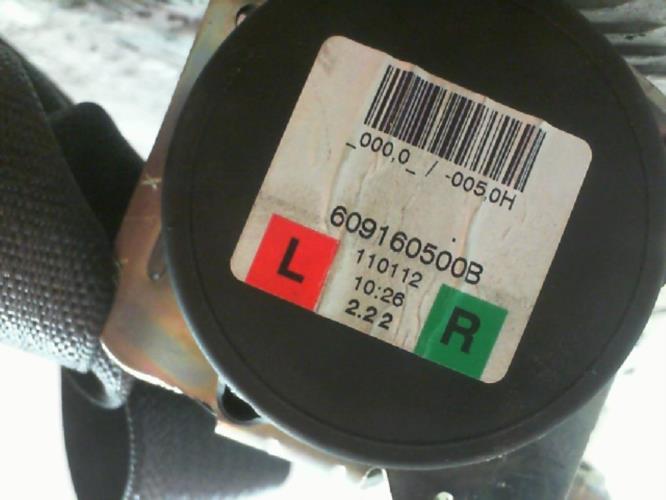 _000,0_ / -005,0H
609160500B
L
110112
10:26
2.22
R